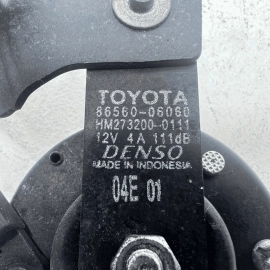 TOYOTA
86560-06060
HM273200-0111
12V 4A 111dB
DENSO
MADE IN INDONESIA
04E 01